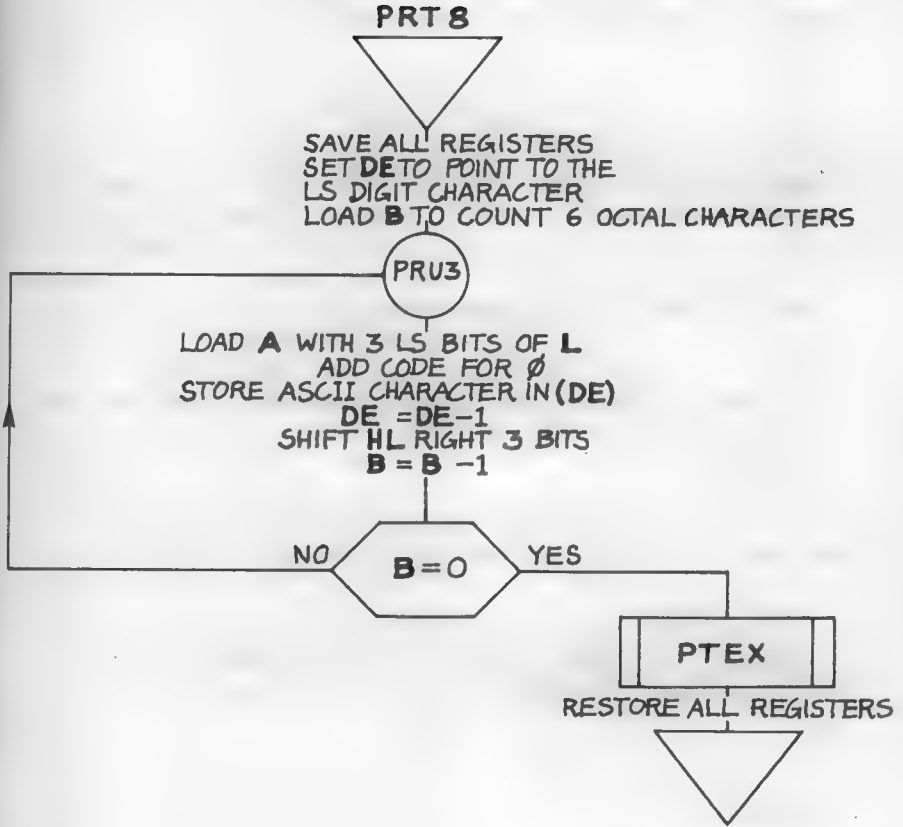 PRT 8
SAVE ALL REGISTERS
SET DE TO POINT TO THE
LS DIGIT CHARACTER
LOAD B TO COUNT 6 OCTAL CHARACTERS
PRU3
LOAD A WITH 3 LS BITS OF L
ADD CODE FOR Ø
STORE ASCII CHARACTER IN (DE)
DE = DE-1
SHIFT HL RIGHT 3 BITS
B = B -1
NO
B = 0
YES
PTEX
RESTORE ALL REGISTERS